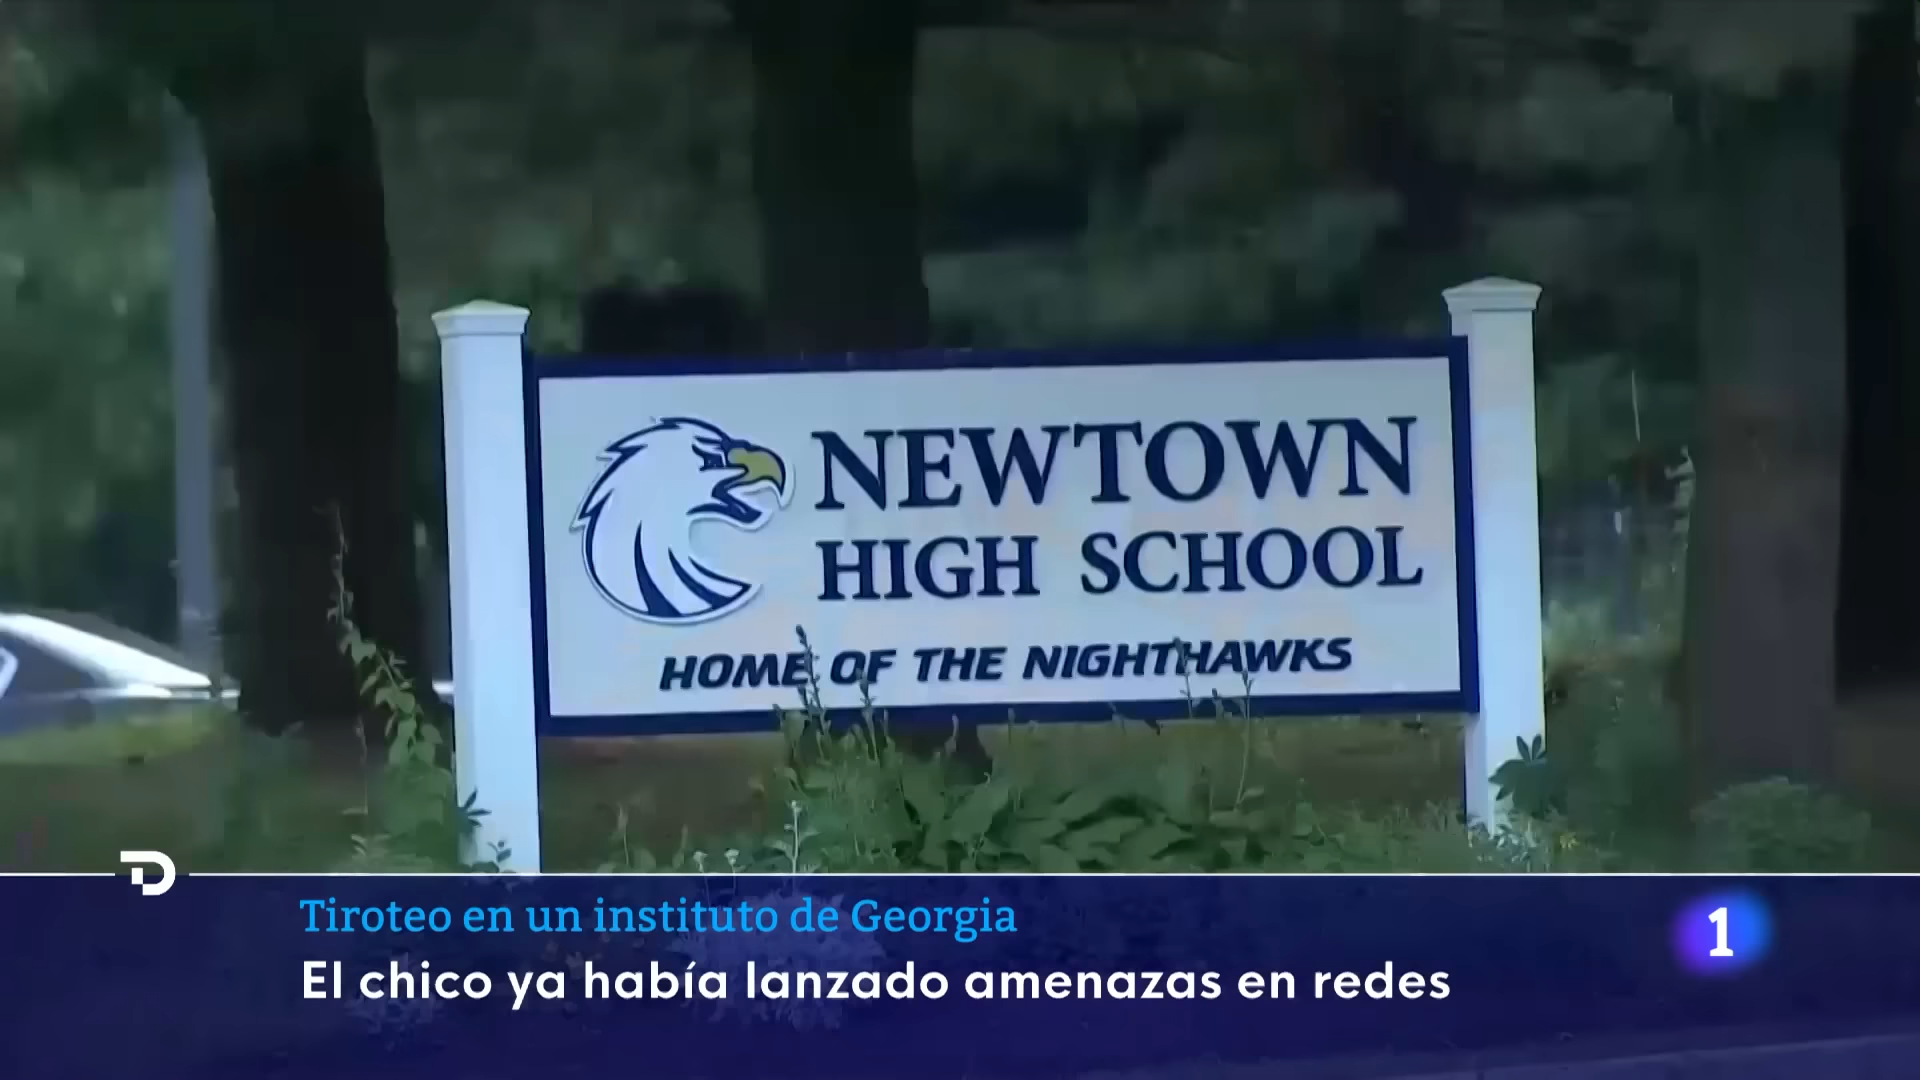 NEWTOWN
HIGH SCHOOL
HOME OF THE NIGHTHAWKS
Tiroteo en un instituto de Georgia
1
El chico ya había lanzado amenazas en redes